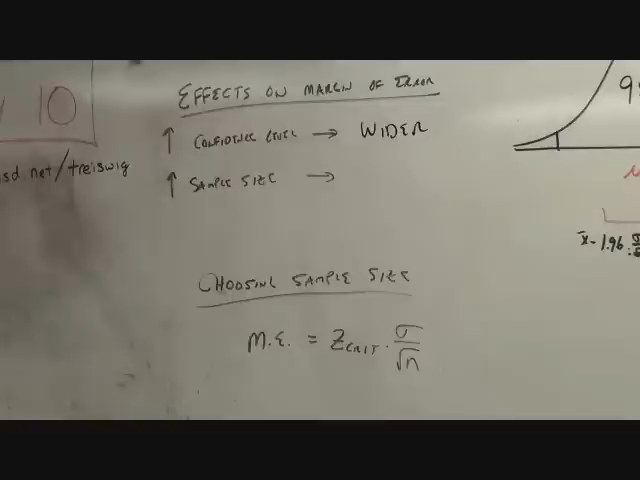 EFFECTS ON MARGIN OF ERROR
↑ CONFIDENCE LEVEL → WIDER
↑ SAMPLE SIZE →
10
sd.net/treiswig
CHOOSING SAMPLE SIZE
M.E. = Zcrit · σ/√n
9
x̄ - 1.96